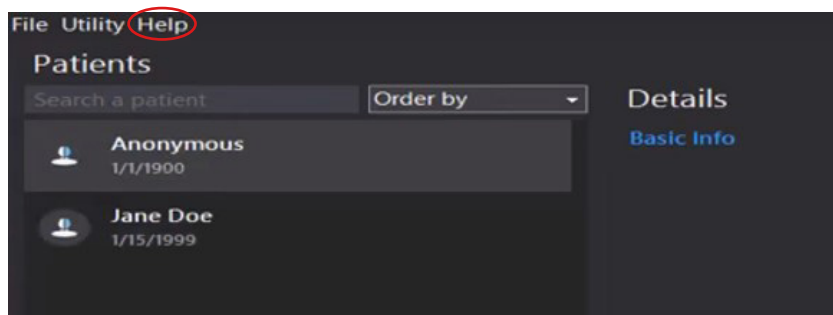 File Utility Help
Patients
Search a patient
Order by
Anonymous
1/1/1900
Jane Doe
1/15/1999
Details
Basic Info